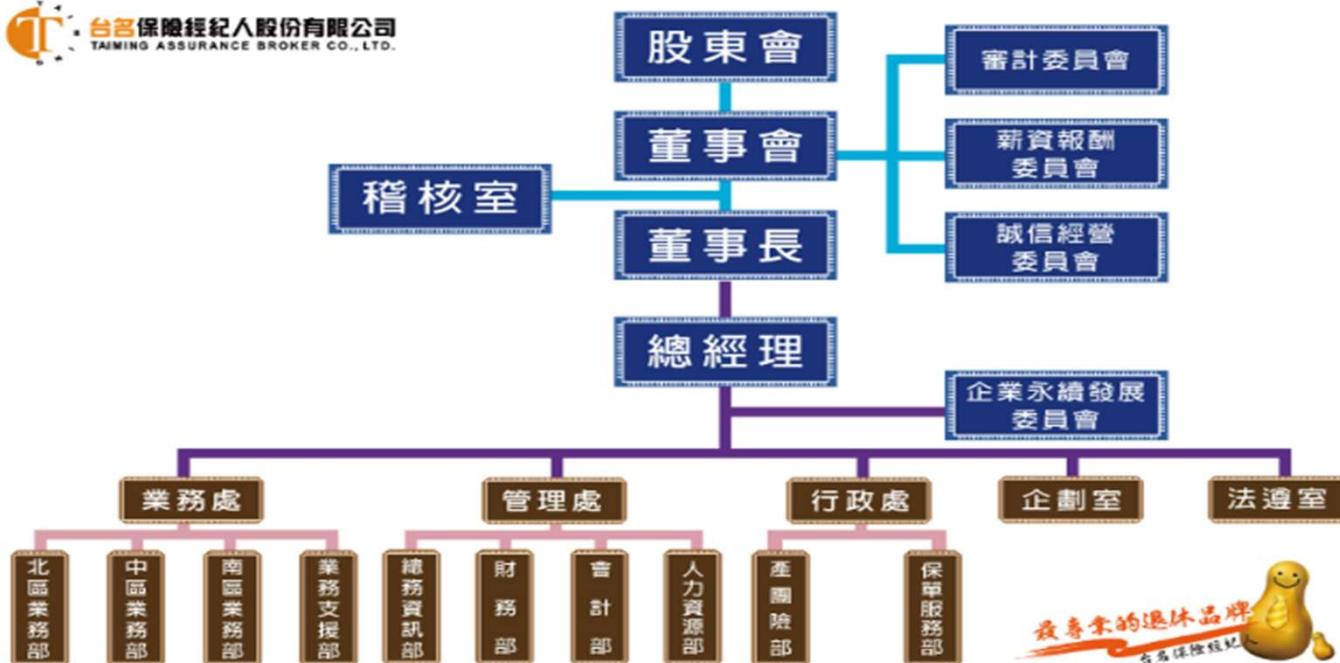 台名保險經紀人股份有限公司
TAIMING ASSURANCE BROKER CO., LTD.
股東會
審計委員會
董事會
薪資報酬
委員會
稽核室
董事長
誠信經營
委員會
總經理
企業永續發展
委員會
業務處
管理處
行政處
企劃室
法遵室
北區業務部
中區業務部
南區業務部
業務支援部
總務資訊部
財務部
會計部
人力資源部
產團險部
保單服務部
最專業的退休品牌
台名保險經紀